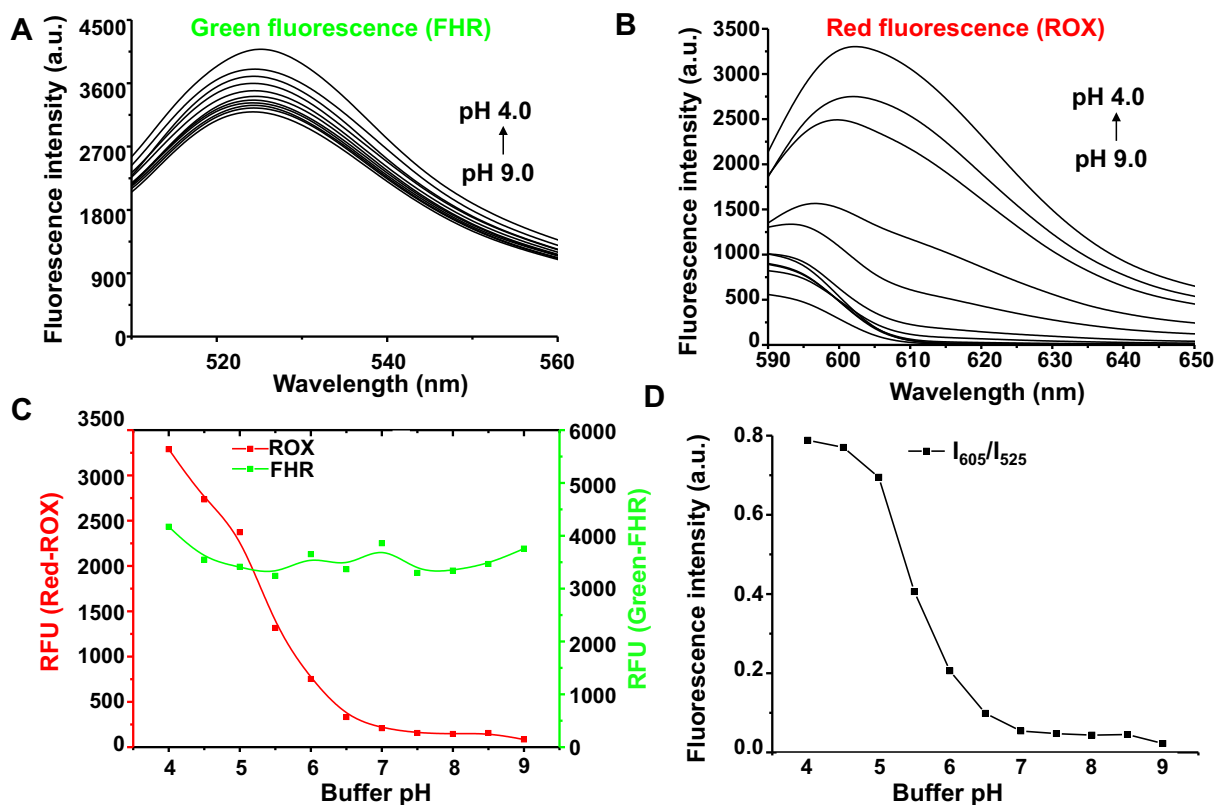 A
Green fluorescence (FHR)
Fluorescence intensity (a.u.)
4500
3600
2700
1800
900
0
pH 4.0
pH 9.0
520
540
560
Wavelength (nm)
B
Red fluorescence (ROX)
Fluorescence intensity (a.u.)
3500
3000
2500
2000
1500
1000
500
0
pH 4.0
pH 9.0
590
600
610
620
630
640
650
Wavelength (nm)
C
RFU (Red-ROX)
3500
3000
2500
2000
1750
1250
500
250
0
ROX
FHR
6000
5000
4000
3000
2000
1000
0
RFU (Green-FHR)
4
5
6
7
8
9
Buffer pH
D
Fluorescence intensity (a.u.)
0.8
0.6
0.4
0.2
0.0
I605/I525
4
5
6
7
8
9
Buffer pH